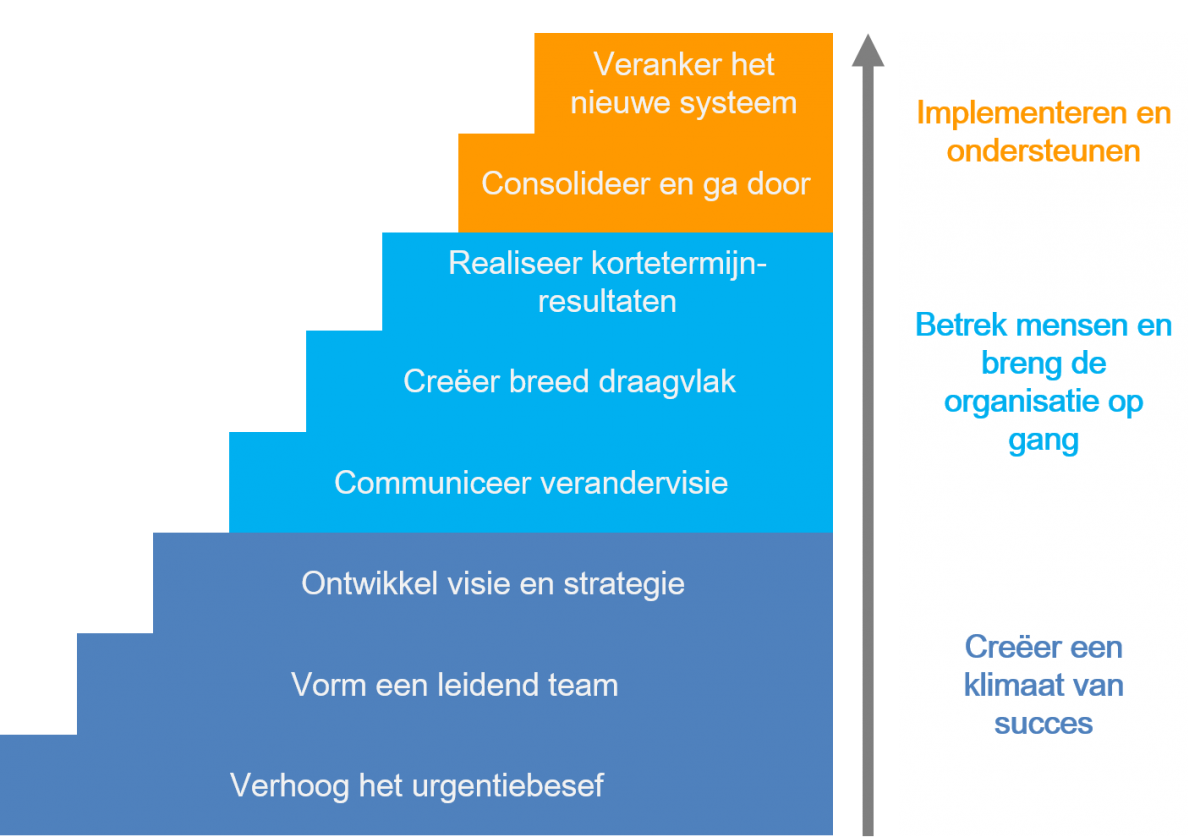 Veranker het
nieuwe systeem
Consolideer en ga door
Realiseer kortetermijn-
resultaten
Creëer breed draagvlak
Communiceer verandervisie
Ontwikkel visie en strategie
Vorm een leidend team
Verhoog het urgentiebesef
Implementeren en
ondersteunen
Betrek mensen en
breng de
organisatie op
gang
Creëer een
klimaat van
succes